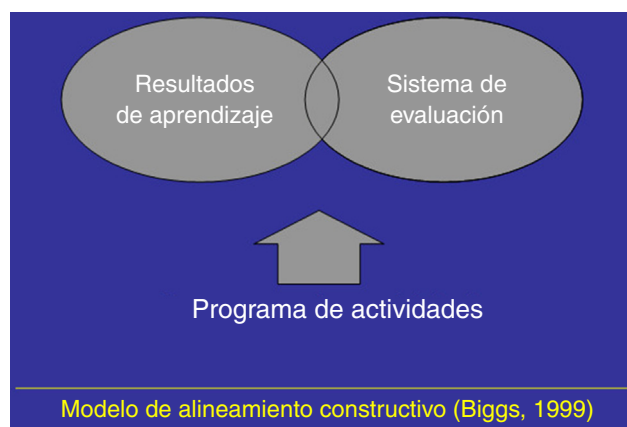 Resultados
de aprendizaje
Sistema de
evaluación
Programa de actividades
Modelo de alineamiento constructivo (Biggs, 1999)